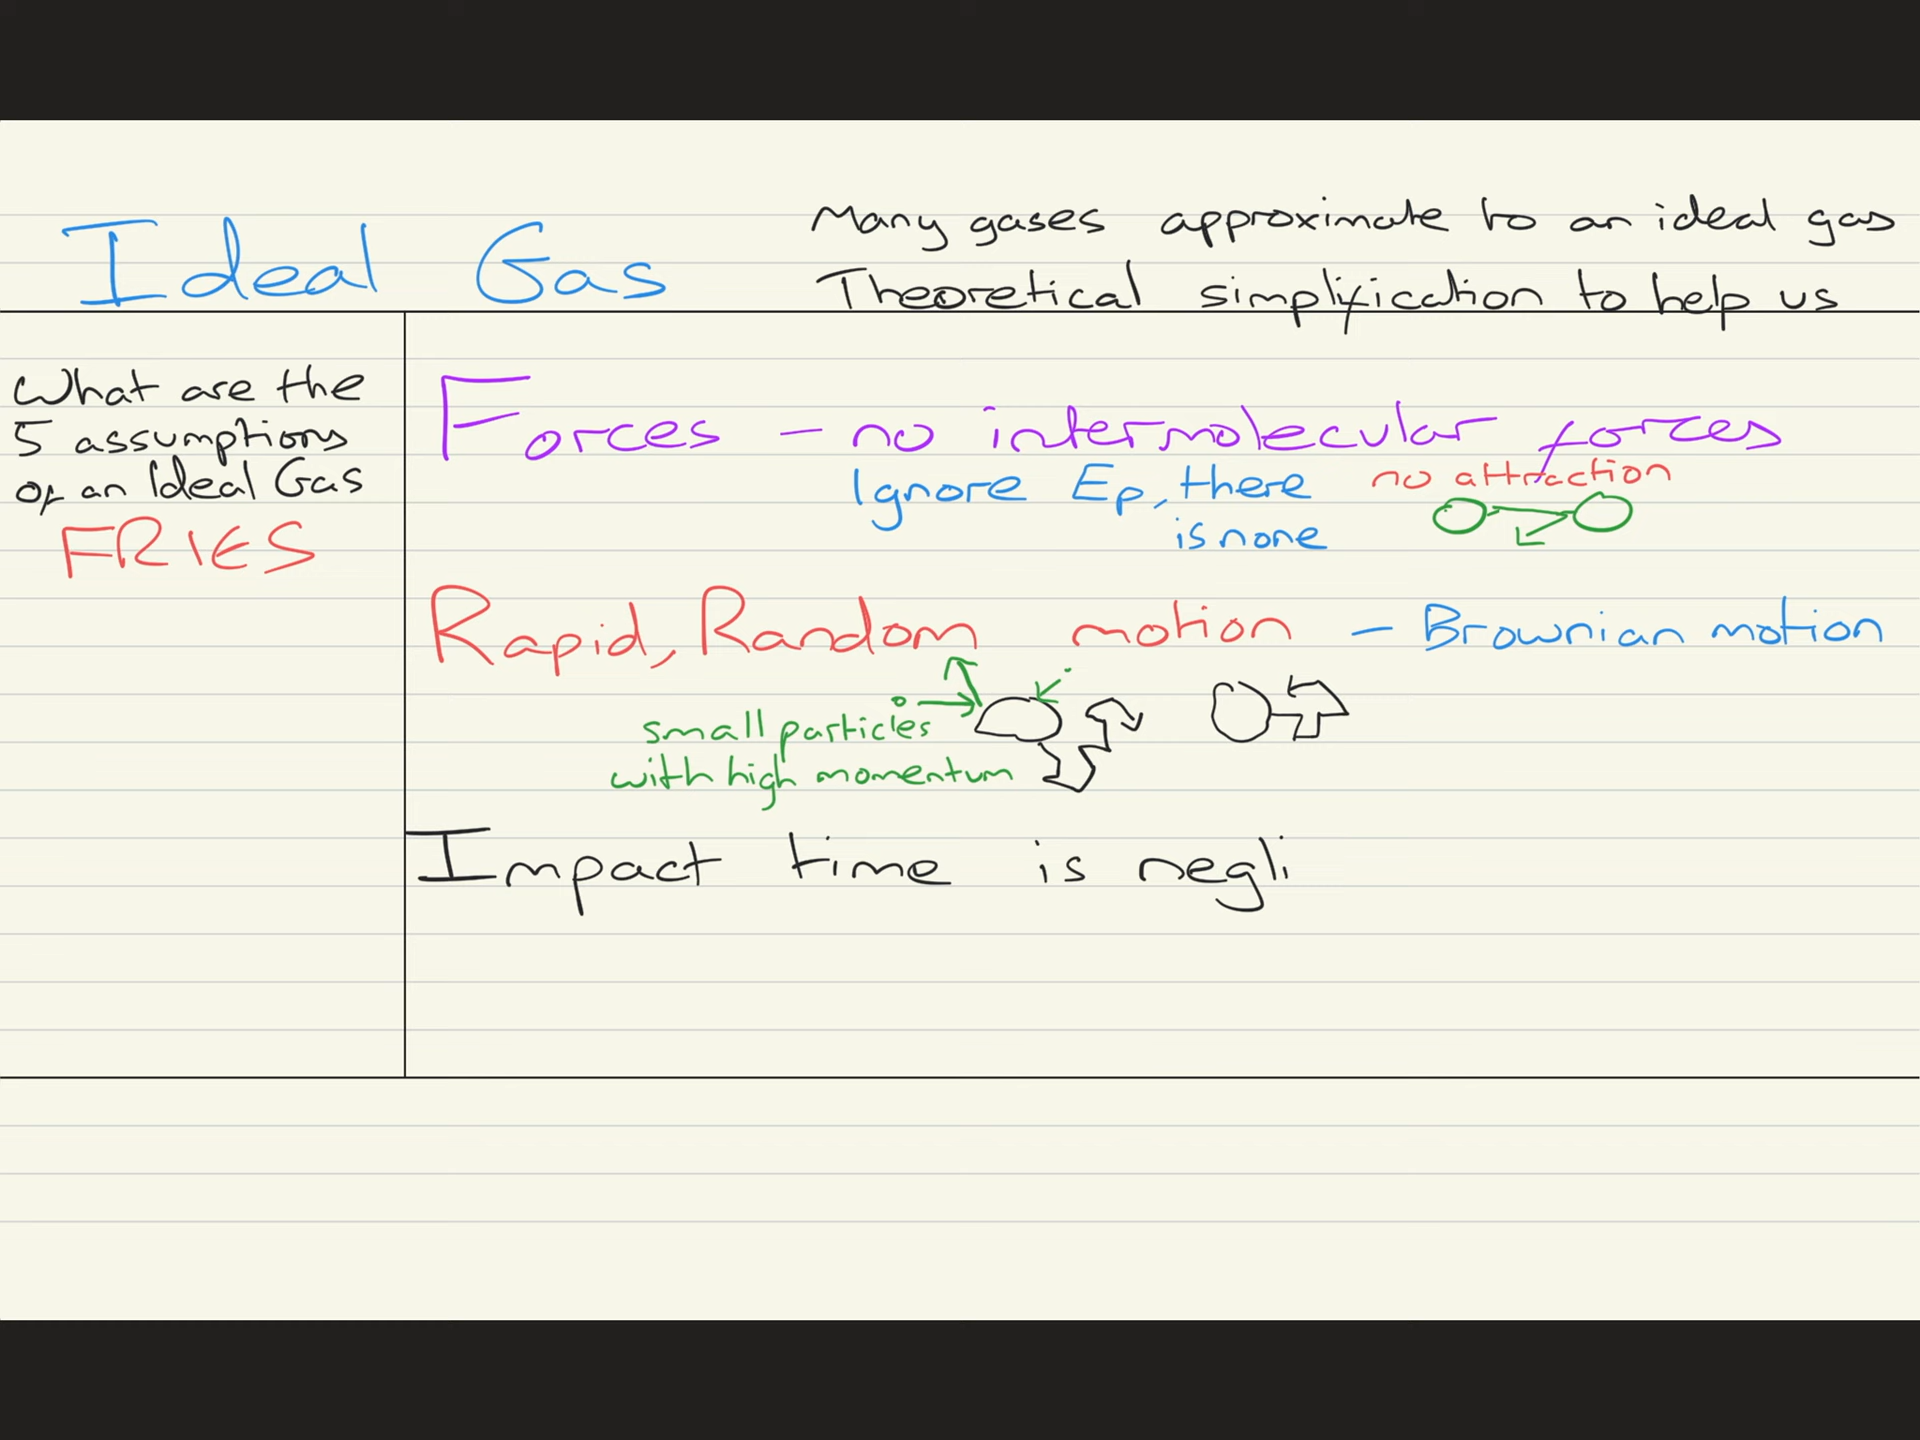 Ideal Gas
Many gases approximate to an ideal gas
Theoretical simplification to help us
What are the
5 assumptions
of an Ideal Gas
FRIES
Forces - no intermolecular forces
Ignore Ep, there
is none
no attraction
Rapid, Random motion - Brownian motion
small particles
with high momentum
Impact time is negli